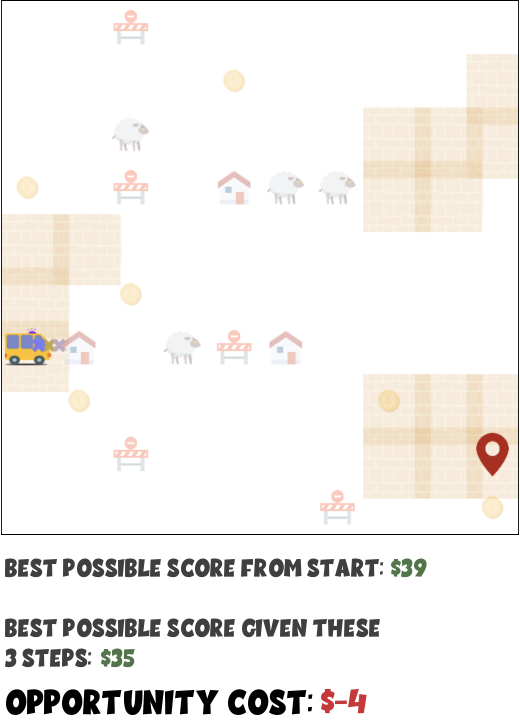 BEST POSSIBLE SCORE FROM START: $39
BEST POSSIBLE SCORE GIVEN THESE
3 STEPS: $35
OPPORTUNITY COST: $-4